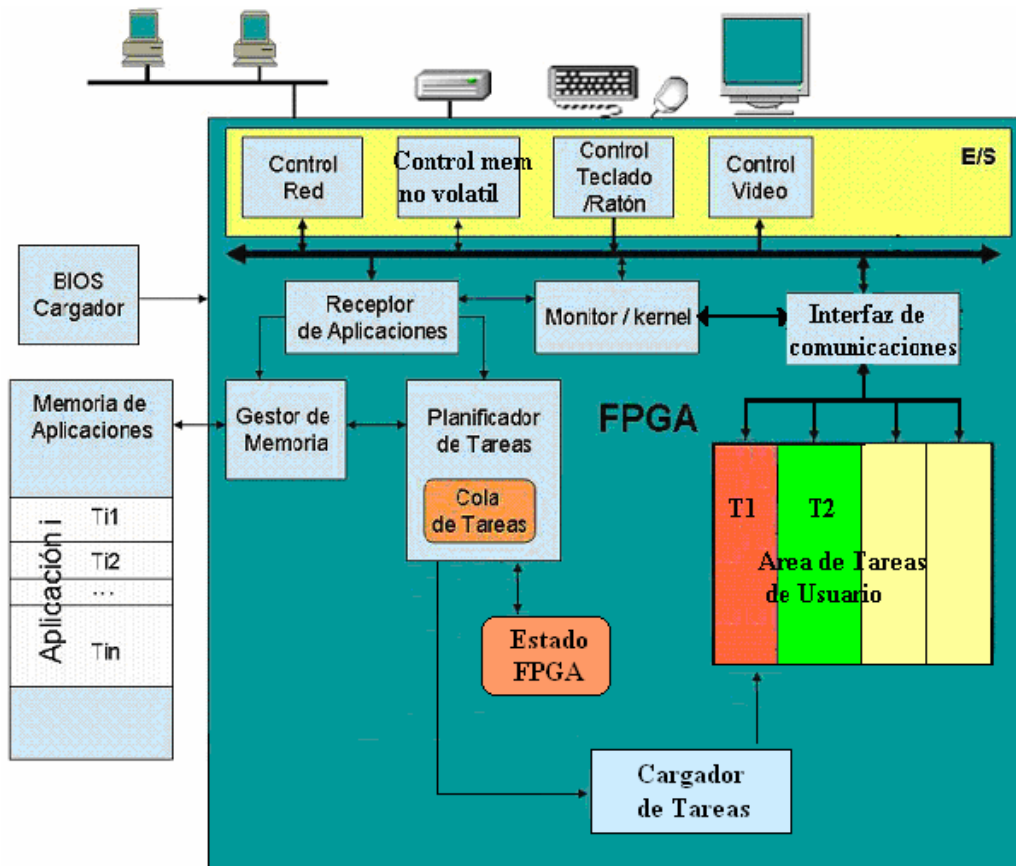 E/S
Control
Red
Control mem
no volatil
Control
Teclado
/Ratón
Control
Video
BIOS
Cargador
Receptor
de Aplicaciones
Monitor / kernel
Interfaz de
comunicaciones
Memoria de
Aplicaciones
Gestor de
Memoria
Planificador
de Tareas
Cola
de Tareas
FPGA
Aplicación i
Ti1
Ti2
...
Tin
T1
T2
Area de Tareas
de Usuario
Estado
FPGA
Cargador
de Tareas